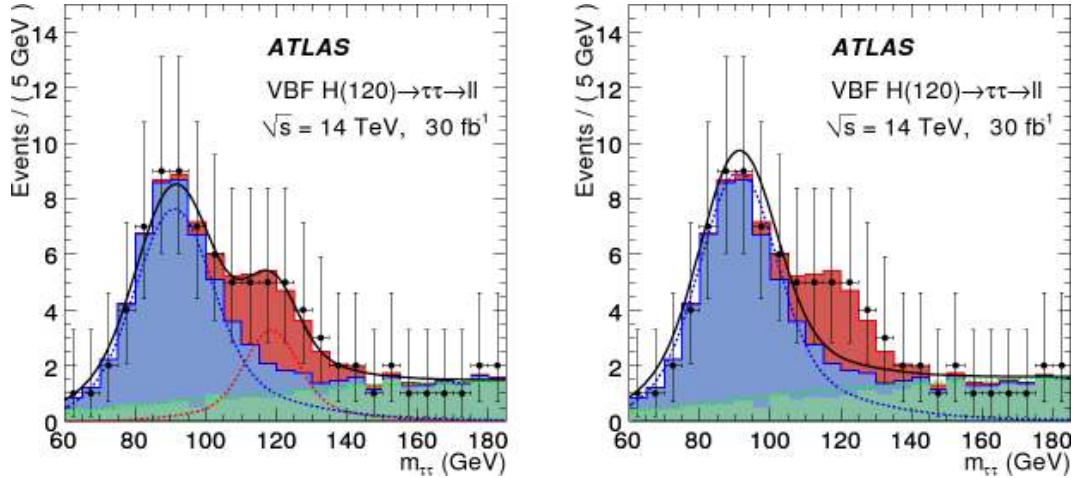 Events / ( 5 GeV )
14
12
10
8
6
4
2
0
ATLAS
VBF H(120)→ττ→ll
√s = 14 TeV, 30 fb⁻¹
60 80 100 120 140 160 180
mττ (GeV)
Events / ( 5 GeV )
14
12
10
8
6
4
2
0
ATLAS
VBF H(120)→ττ→ll
√s = 14 TeV, 30 fb⁻¹
60 80 100 120 140 160 180
mττ (GeV)